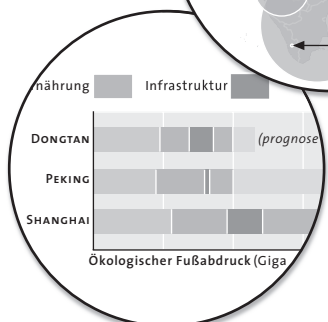 nährung Infrastruktur
DONGTAN (prognose
PEKING
SHANGHAI
Ökologischer Fußabdruck (Giga